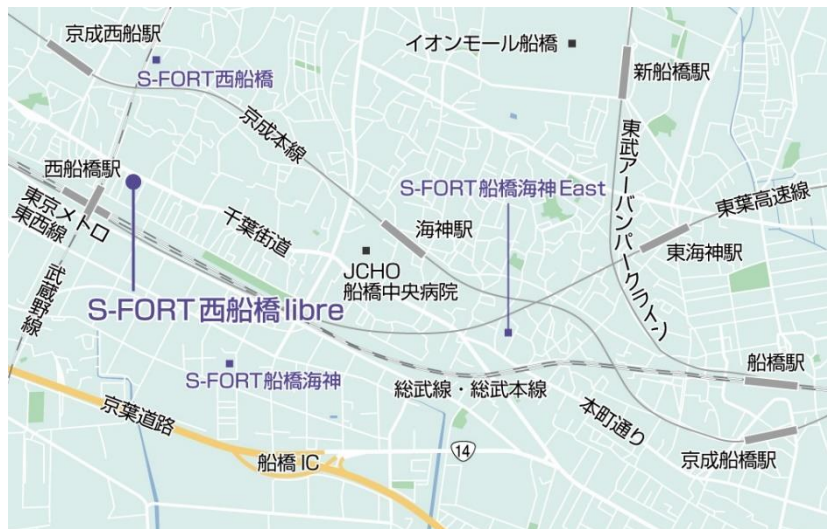 京成西船駅
イオンモール船橋
新船橋駅
S-FORT西船橋
京成本線
東武アーバンパークライン
西船橋駅
S-FORT船橋海神East
東葉高速線
東京メトロ
東西線
千葉街道
海神駅
東海神駅
武蔵野線
JCHO
船橋中央病院
S-FORT西船橋libre
船橋駅
S-FORT船橋海神
総武線・総武本線
京葉道路
本町通り
船橋IC
14
京成船橋駅